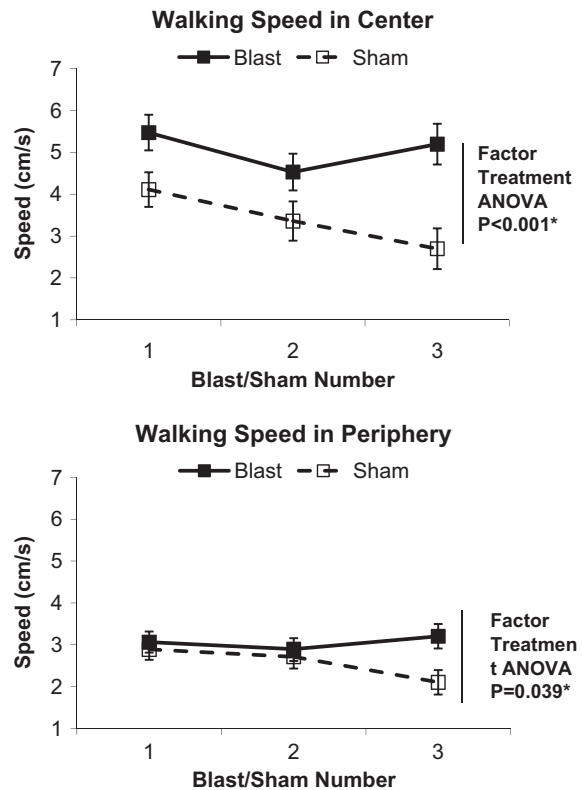 Walking Speed in Center
Blast Sham
7
6
5
4
3
2
1
Speed (cm/s)
Factor
Treatment
ANOVA
P<0.001*
1 2 3
Blast/Sham Number
Walking Speed in Periphery
Blast Sham
7
6
5
4
3
2
1
Speed (cm/s)
Factor
Treatmen
t ANOVA
P=0.039*
1 2 3
Blast/Sham Number